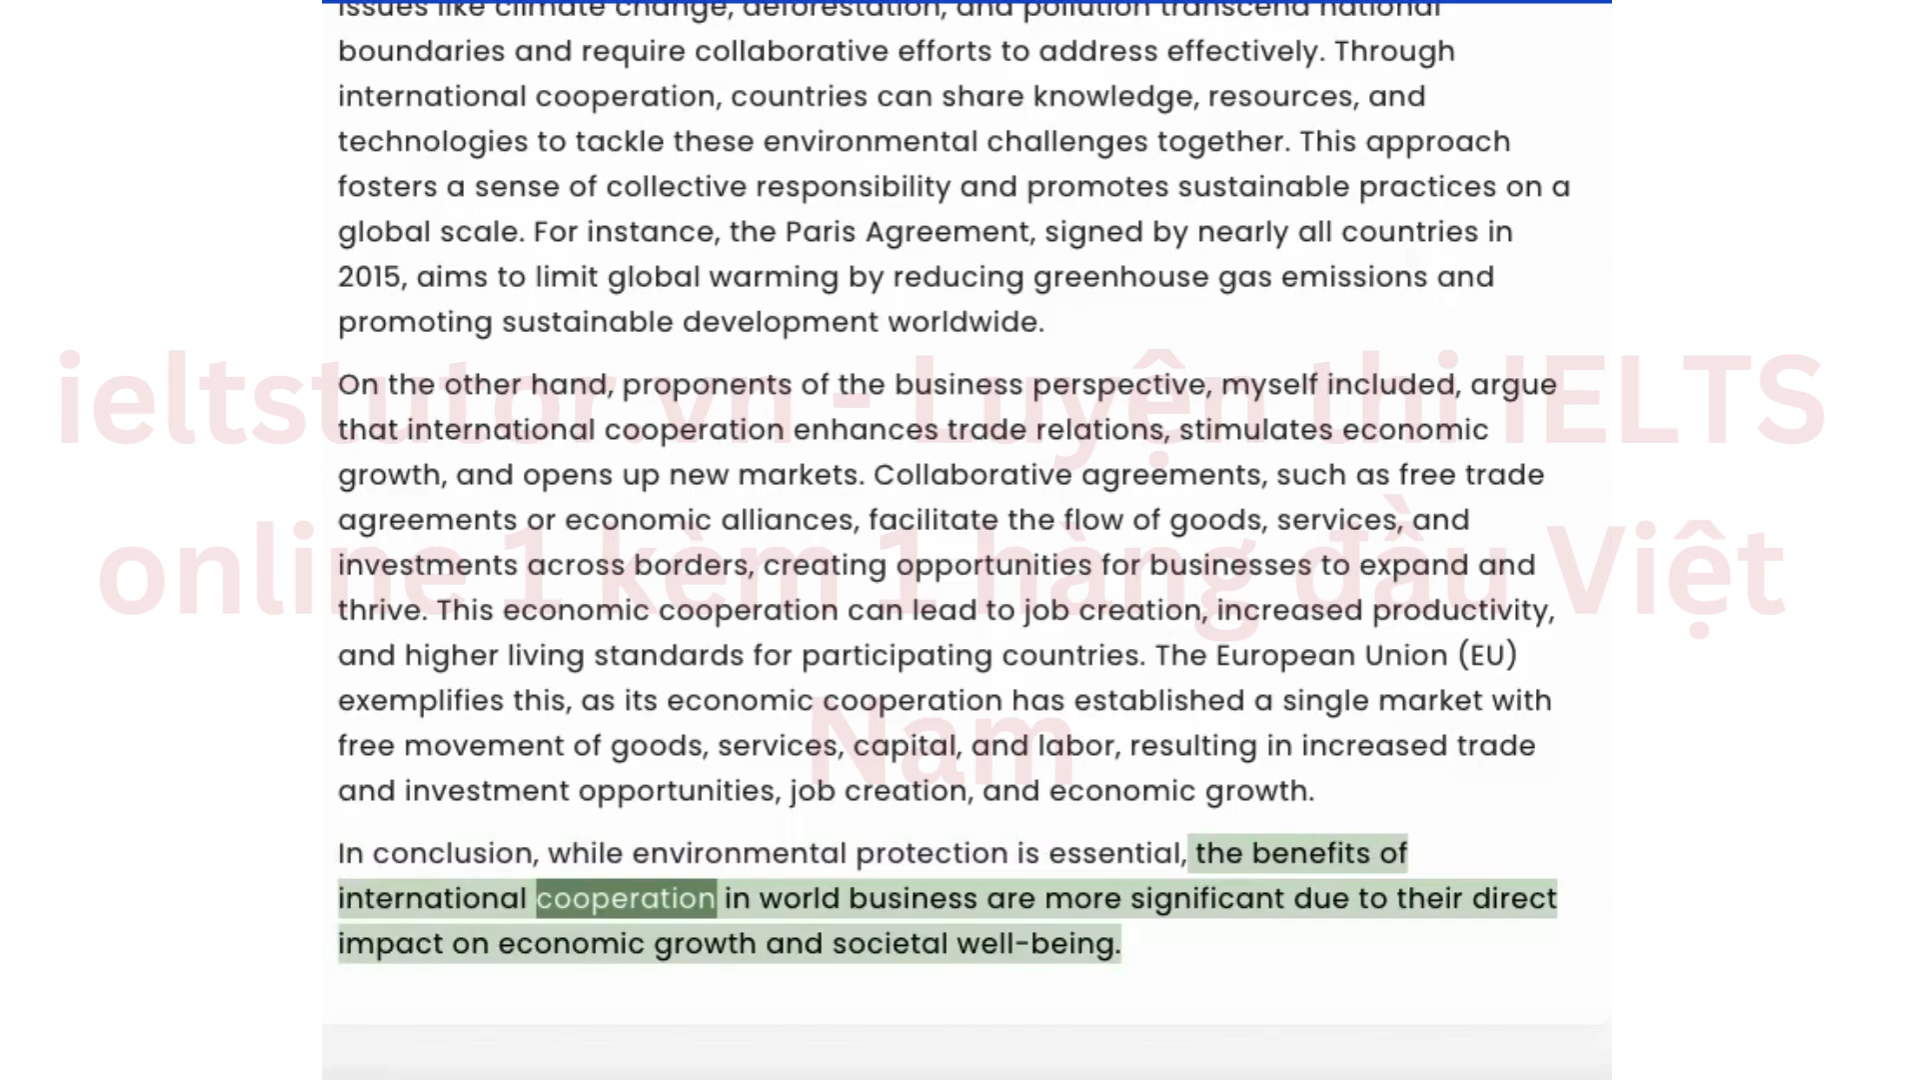 issues like climate change, deforestation, and pollution transcend national
boundaries and require collaborative efforts to address effectively. Through
international cooperation, countries can share knowledge, resources, and
technologies to tackle these environmental challenges together. This approach
fosters a sense of collective responsibility and promotes sustainable practices on a
global scale. For instance, the Paris Agreement, signed by nearly all countries in
2015, aims to limit global warming by reducing greenhouse gas emissions and
promoting sustainable development worldwide.
On the other hand, proponents of the business perspective, myself included, argue
that international cooperation enhances trade relations, stimulates economic
growth, and opens up new markets. Collaborative agreements, such as free trade
agreements or economic alliances, facilitate the flow of goods, services, and
investments across borders, creating opportunities for businesses to expand and
thrive. This economic cooperation can lead to job creation, increased productivity,
and higher living standards for participating countries. The European Union (EU)
exemplifies this, as its economic cooperation has established a single market with
free movement of goods, services, capital, and labor, resulting in increased trade
and investment opportunities, job creation, and economic growth.
In conclusion, while environmental protection is essential, the benefits of
international cooperation in world business are more significant due to their direct
impact on economic growth and societal well-being.
ieltstutor.vn - Luyện thi IELTS
online 1 kèm 1 hàng đầu Việt
Nam